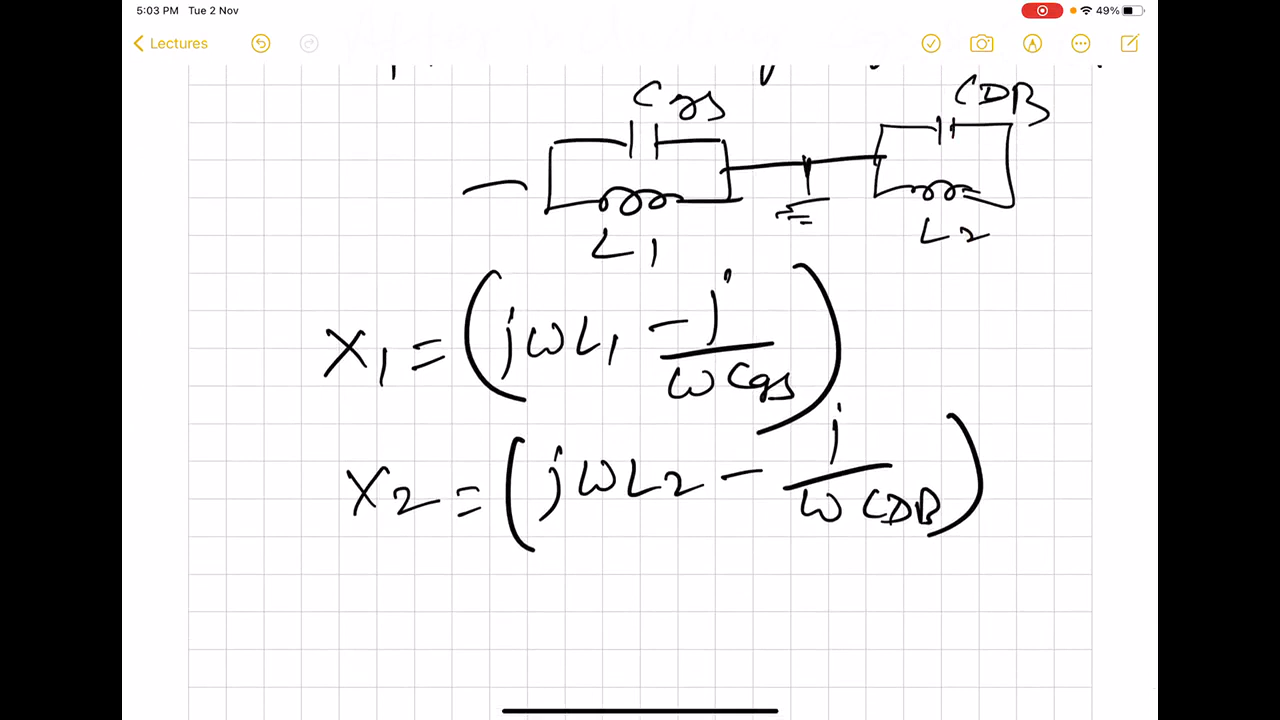 5:03 PM Tue 2 Nov 49%
Lectures
Cgs CDB
L1 L2
X1 = (jωL1 - j/ωCgs)
X2 = (jωL2 - j/ωCDB)